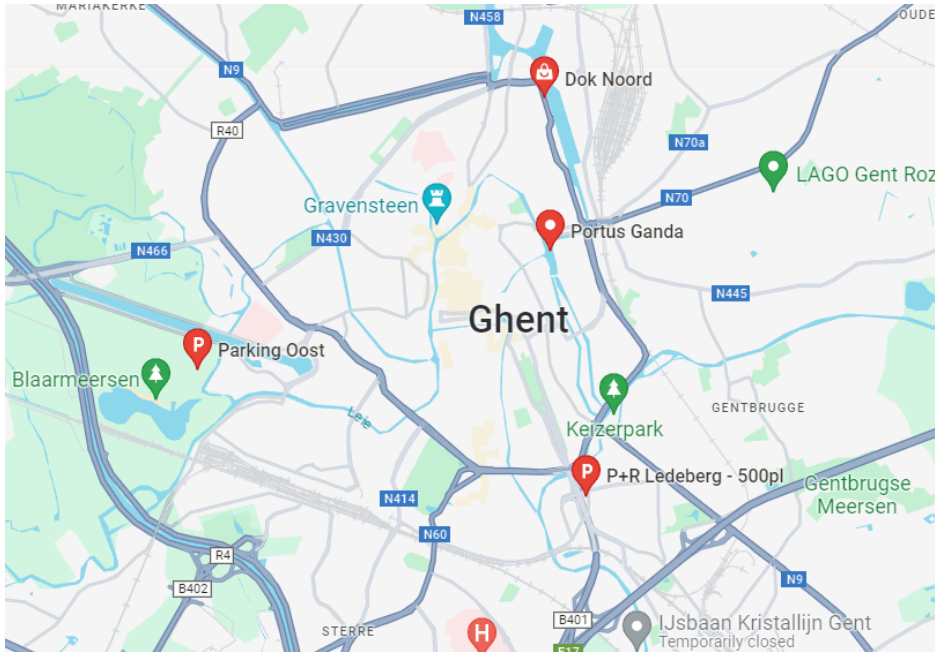 MARIAKERKE
N458
OUDE
N9
Dok Noord
R40
N70a
LAGO Gent Roz
Gravensteen
N70
N430
Portus Ganda
N466
N445
Ghent
Parking Oost
Blaarmeersen
Leie
GENTBRUGGE
Keizerpark
P
P
P+R Ledeberg - 500pl
Gentbrugse
Meersen
N414
N60
R4
N9
B402
B401
STERRE
H
IJsbaan Kristallijn Gent
Temporarily closed
E17